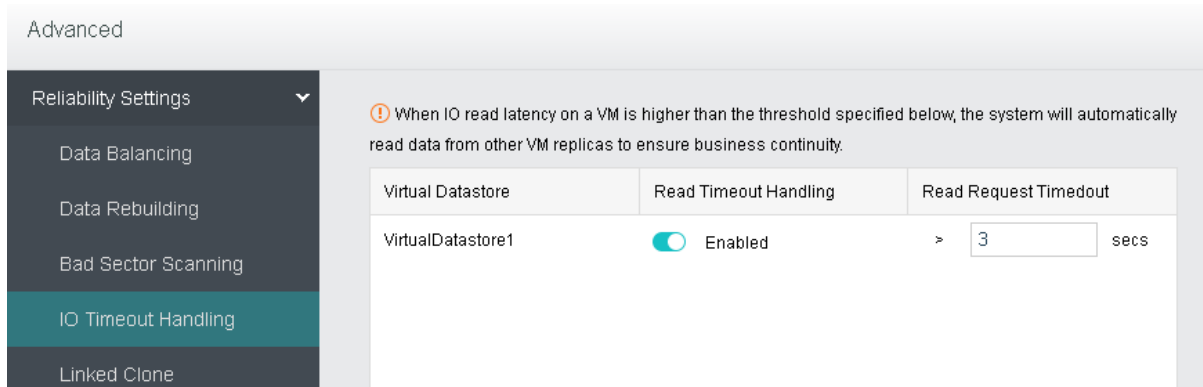 Advanced
Reliability Settings
Data Balancing
Data Rebuilding
Bad Sector Scanning
IO Timeout Handling
Linked Clone
When IO read latency on a VM is higher than the threshold specified below, the system will automatically
read data from other VM replicas to ensure business continuity.
Virtual Datastore Read Timeout Handling Read Request Timedout
VirtualDatastore1 Enabled > 3 secs